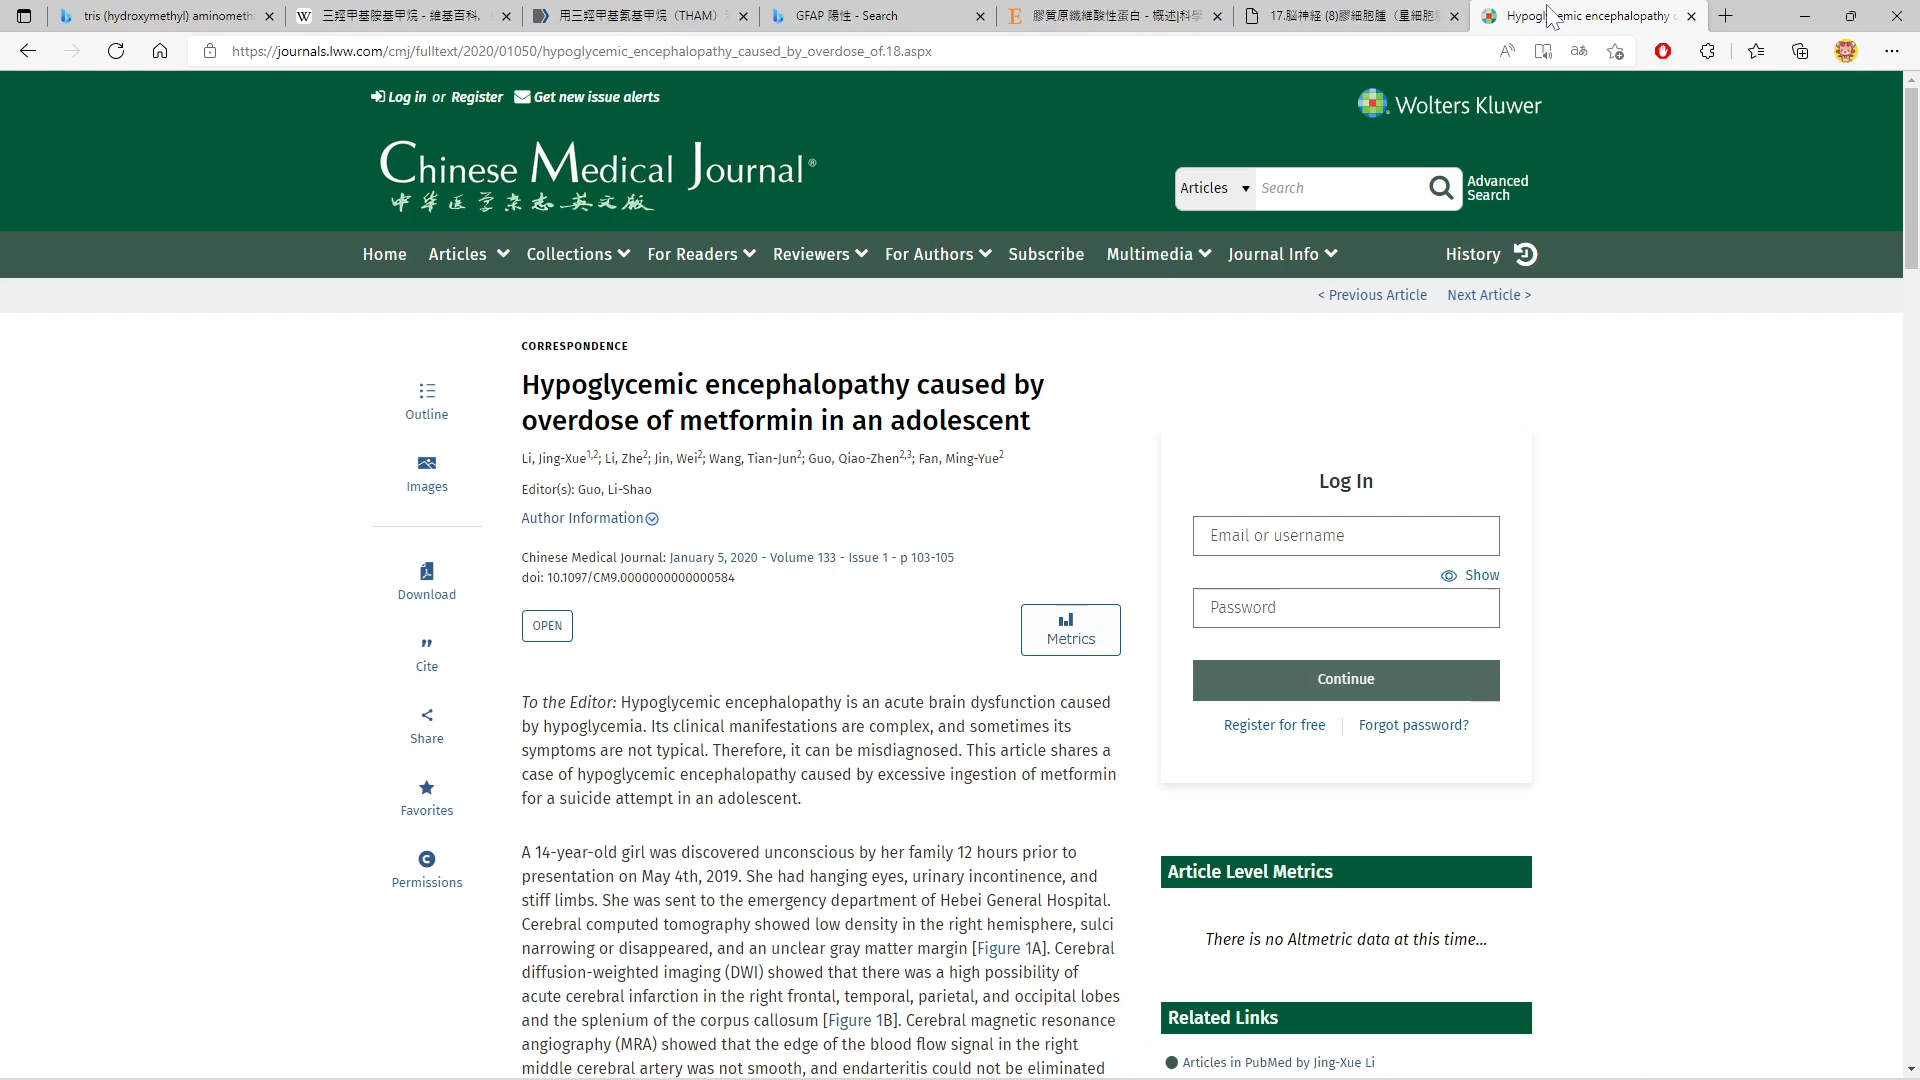 tris (hydroxymethyl) aminometh
三羥甲基胺基甲烷 - 維基百科,
用三羥甲基氨基甲烷（THAM）
GFAP 陽性 - Search
膠質原纖維酸性蛋白 - 概述|科學
17.脳神経 (8)膠細胞腫（星細胞
Hypoglycemic encephalopathy
https://journals.lww.com/cmj/fulltext/2020/01050/hypoglycemic_encephalopathy_caused_by_overdose_of.18.aspx
Log in or Register Get new issue alerts
Wolters Kluwer
Chinese Medical Journal®
中华医学杂志英文版
Articles Search
Advanced
Search
Home Articles Collections For Readers Reviewers For Authors Subscribe Multimedia Journal Info History
< Previous Article Next Article >
CORRESPONDENCE
Hypoglycemic encephalopathy caused by
overdose of metformin in an adolescent
Li, Jing-Xue1,2; Li, Zhe2; Jin, Wei2; Wang, Tian-Jun2; Guo, Qiao-Zhen2,3; Fan, Ming-Yue2
Editor(s): Guo, Li-Shao
Author Information
Chinese Medical Journal: January 5, 2020 - Volume 133 - Issue 1 - p 103-105
doi: 10.1097/CM9.0000000000000584
OPEN
Metrics
Outline
Images
Download
Cite
Share
Favorites
Permissions
To the Editor: Hypoglycemic encephalopathy is an acute brain dysfunction caused
by hypoglycemia. Its clinical manifestations are complex, and sometimes its
symptoms are not typical. Therefore, it can be misdiagnosed. This article shares a
case of hypoglycemic encephalopathy caused by excessive ingestion of metformin
for a suicide attempt in an adolescent.
A 14-year-old girl was discovered unconscious by her family 12 hours prior to
presentation on May 4th, 2019. She had hanging eyes, urinary incontinence, and
stiff limbs. She was sent to the emergency department of Hebei General Hospital.
Cerebral computed tomography showed low density in the right hemisphere, sulci
narrowing or disappeared, and an unclear gray matter margin [Figure 1A]. Cerebral
diffusion-weighted imaging (DWI) showed that there was a high possibility of
acute cerebral infarction in the right frontal, temporal, parietal, and occipital lobes
and the splenium of the corpus callosum [Figure 1B]. Cerebral magnetic resonance
angiography (MRA) showed that the edge of the blood flow signal in the right
middle cerebral artery was not smooth, and endarteritis could not be eliminated
Log In
Email or username
Show
Password
Continue
Register for free Forgot password?
Article Level Metrics
There is no Altmetric data at this time...
Related Links
Articles in PubMed by Jing-Xue Li